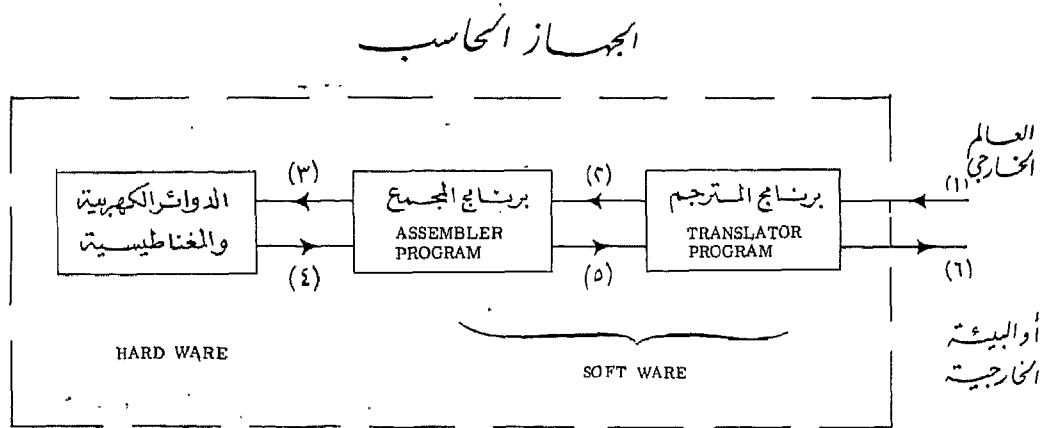 الجهاز الحاسب
العالم
الخارجي
(١)
برنامج المترجم
TRANSLATOR
PROGRAM
(٢)
برنامج المجمع
ASSEMBLER
PROGRAM
(٣)
الدوائر الكهربية
والمغناطيسية
(٤)
(٥)
(٦)
أو البيئة
الخارجية
HARD WARE
SOFT WARE